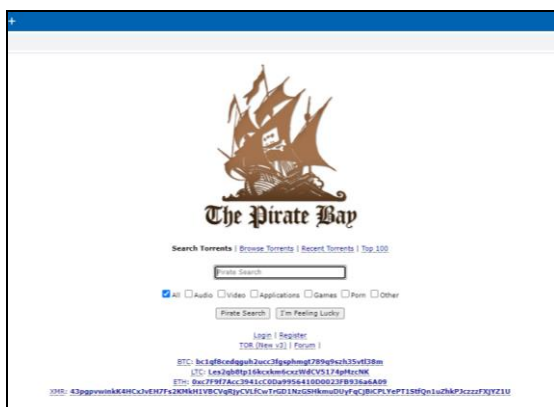 The Pirate Bay
Search Torrents | Browse Torrents | Recent Torrents | Top 100
Pirate Search
All Audio Video Applications Games Porn Other
Pirate Search I'm Feeling Lucky
Login | Register
TOR (New v3) | Forum |
BTC:
LTC:
ETH:
XMR: